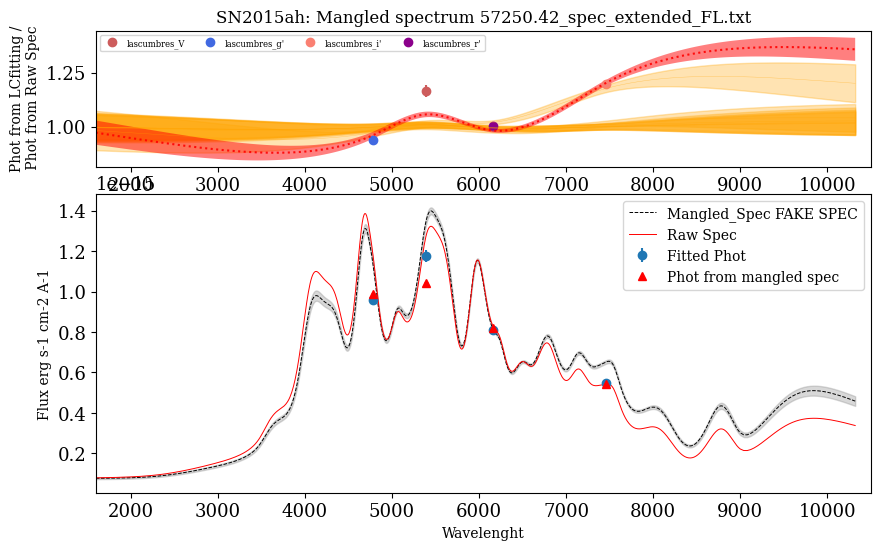 SN2015ah: Mangled spectrum 57250.42_spec_extended_FL.txt
Phot from LCfitting /
Phot from Raw Spec
1.25
1.00
lascumbres_V
lascumbres_g'
lascumbres_i'
lascumbres_r'
2000 3000 4000 5000 6000 7000 8000 9000 10000
1e−15
1.4
1.2
1.0
0.8
0.6
0.4
0.2
Flux erg s-1 cm-2 A-1
Mangled_Spec FAKE SPEC
Raw Spec
Fitted Phot
Phot from mangled spec
2000 3000 4000 5000 6000 7000 8000 9000 10000
Wavelenght